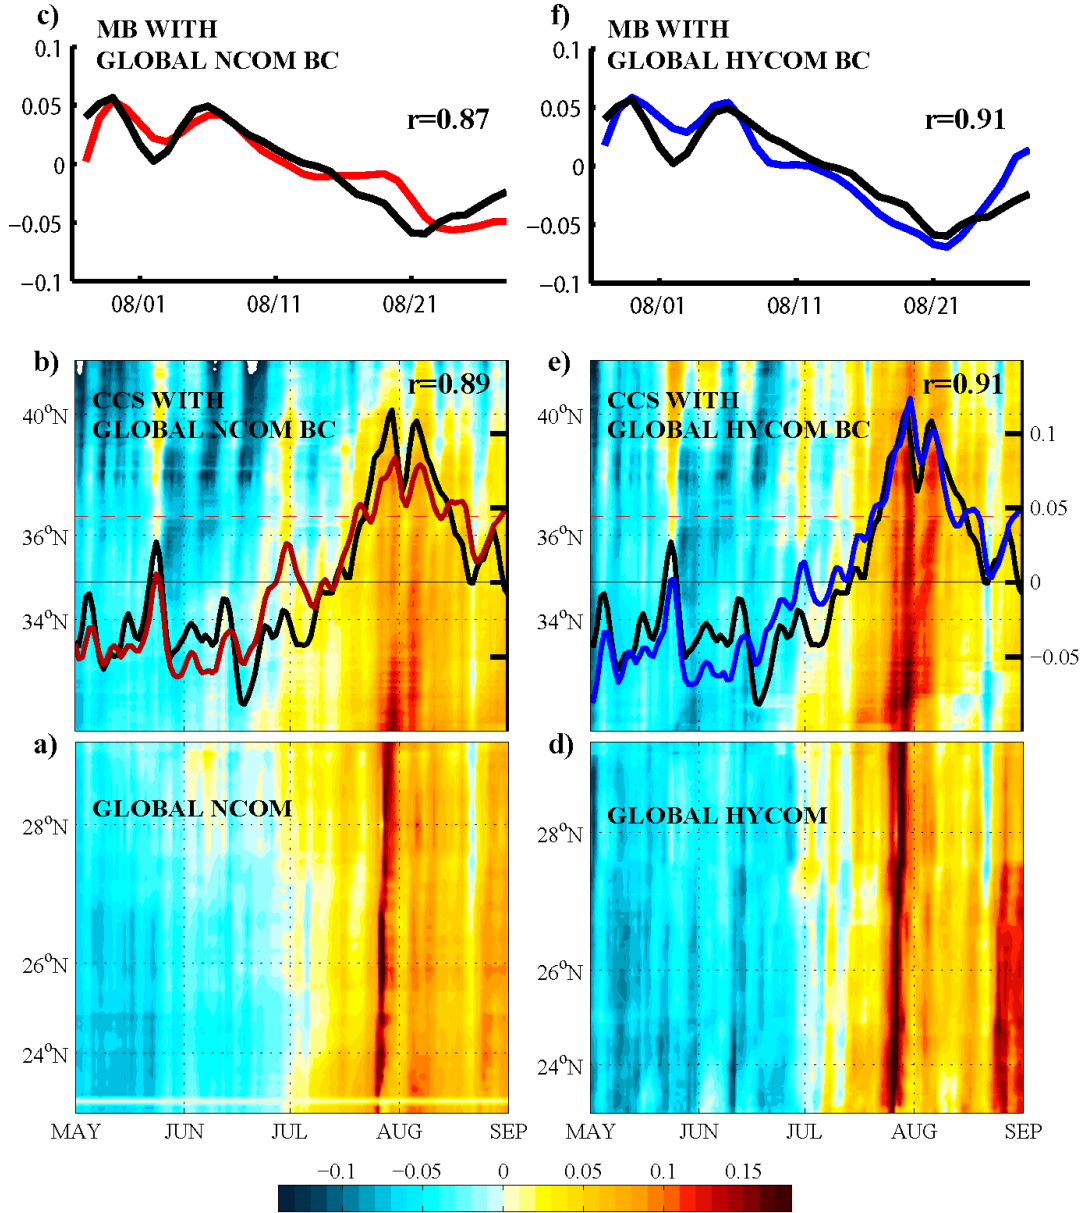 c)
MB WITH
GLOBAL NCOM BC
r=0.87
0.1
0.05
0
−0.05
−0.1
08/01
08/11
08/21
f)
MB WITH
GLOBAL HYCOM BC
r=0.91
0.1
0.05
0
−0.05
−0.1
08/01
08/11
08/21
b)
r=0.89
CCS WITH
GLOBAL NCOM BC
40°N
36°N
34°N
e)
r=0.91
CCS WITH
GLOBAL HYCOM BC
40°N
36°N
34°N
0.1
0.05
0
−0.05
a)
GLOBAL NCOM
28°N
26°N
24°N
MAY
JUN
JUL
AUG
SEP
d)
GLOBAL HYCOM
28°N
26°N
24°N
MAY
JUN
JUL
AUG
SEP
−0.1
−0.05
0
0.05
0.1
0.15